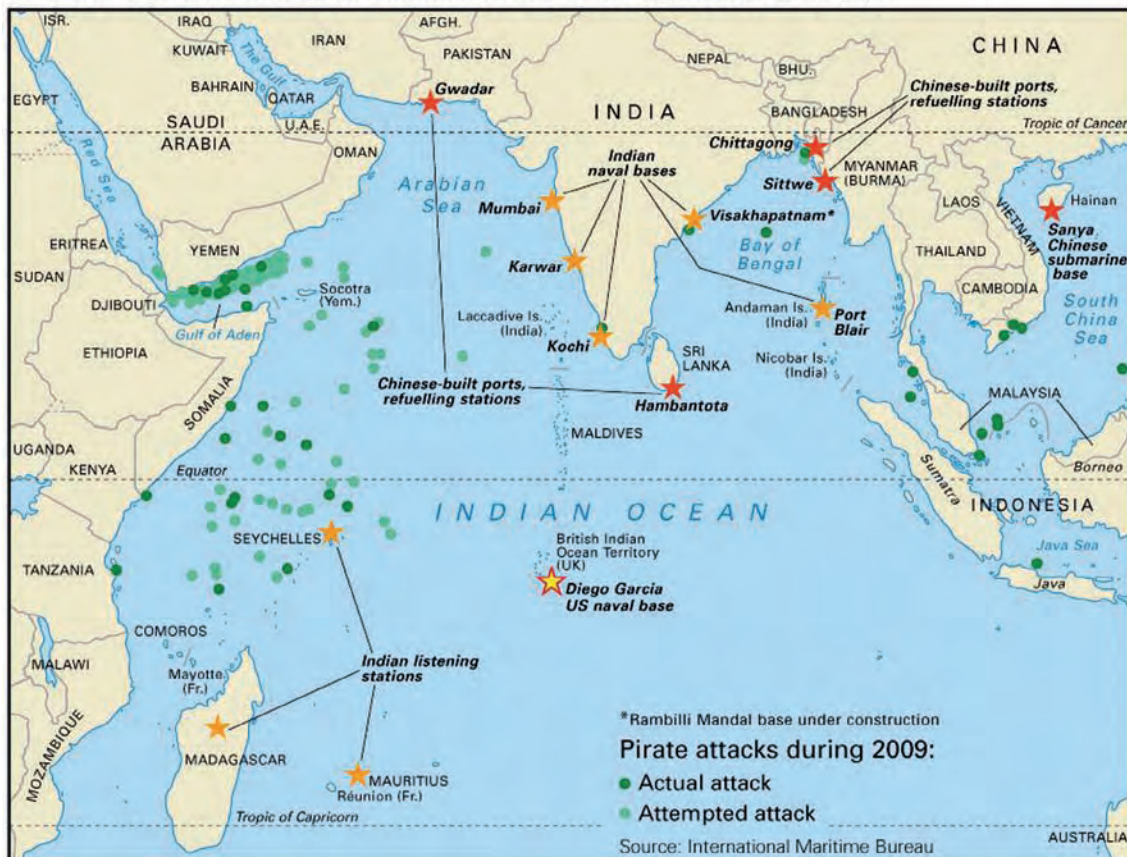 ISR.
IRAQ
KUWAIT
IRAN
AFGH.
PAKISTAN
NEPAL
BHU.
CHINA
The Gulf
BAHRAIN
QATAR
Gwadar
INDIA
BANGLADESH
Chinese-built ports,
refuelling stations
EGYPT
SAUDI
ARABIA
U.A.E.
OMAN
Tropic of Cancer
Red Sea
Arabian
Sea
Indian
naval bases
Chittagong
Sittwe
MYANMAR
(BURMA)
LAOS
VIETNAM
Hainan
Mumbai
Visakhapatnam*
Sanya
Chinese
submarine
base
ERITREA
YEMEN
Karwar
Bay of
Bengal
THAILAND
SUDAN
DJIBOUTI
Socotra
(Yem.)
Gulf of Aden
Laccadive Is.
(India)
Andaman Is.
(India)
Port
Blair
CAMBODIA
South
China
Sea
ETHIOPIA
Kochi
Nicobar Is.
(India)
SRI
LANKA
SOMALIA
Chinese-built ports,
refuelling stations
Hambantota
MALAYSIA
MALDIVES
UGANDA
KENYA
Equator
Sumatra
Borneo
INDIAN OCEAN
INDONESIA
SEYCHELLES
British Indian
Ocean Territory
(UK)
Java Sea
TANZANIA
Diego Garcia
US naval base
Java
COMOROS
MALAWI
Mayotte
(Fr.)
Indian listening
stations
MOZAMBIQUE
MADAGASCAR
MAURITIUS
Réunion (Fr.)
Tropic of Capricorn
*Rambilli Mandal base under construction
Pirate attacks during 2009:
Actual attack
Attempted attack
Source: International Maritime Bureau
AUSTRALIA